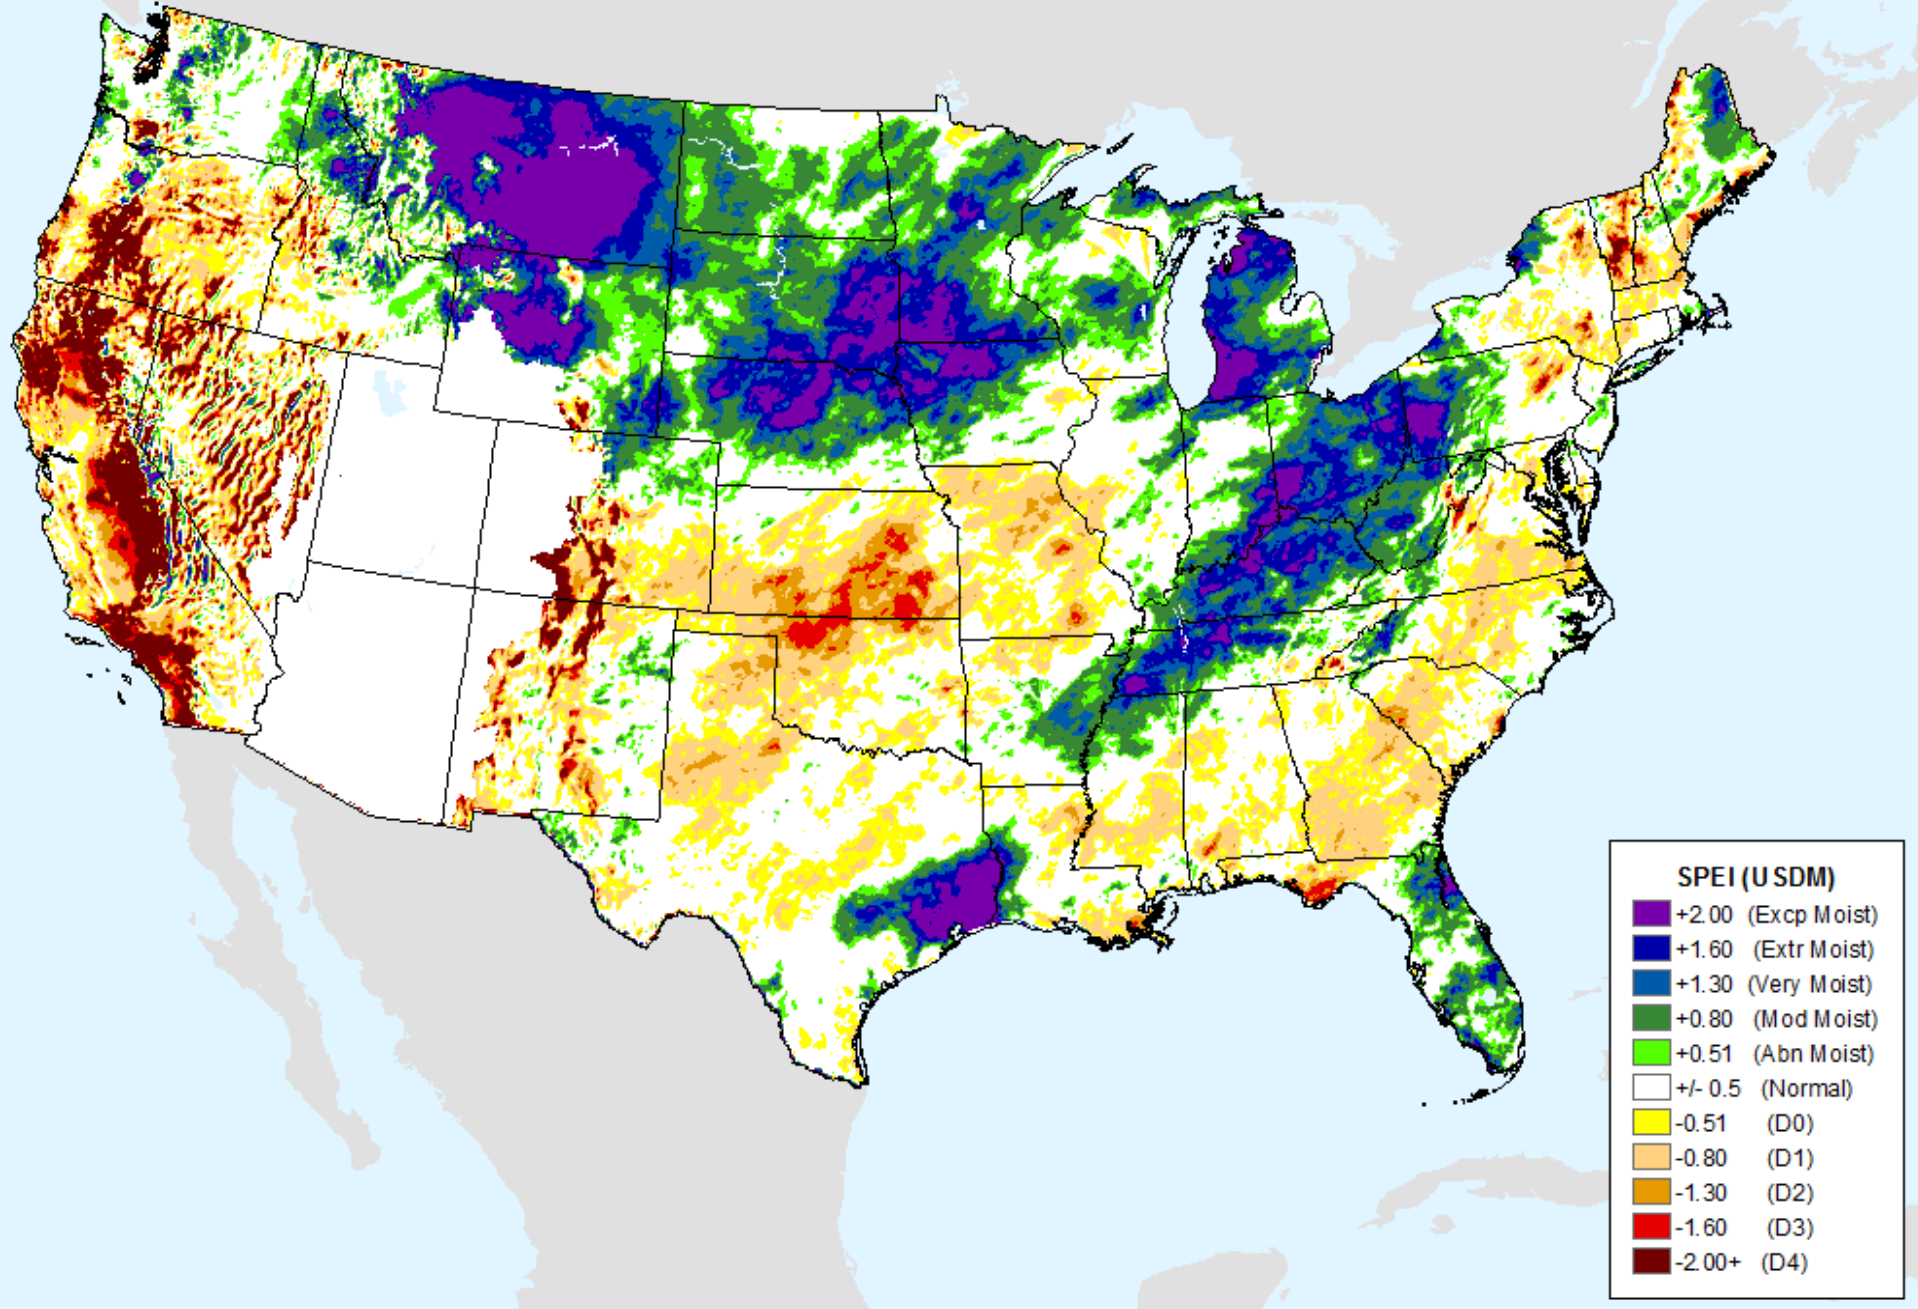 SPEI (USDM)
+2.00 (Excp Moist)
+1.60 (Extr Moist)
+1.30 (Very Moist)
+0.80 (Mod Moist)
+0.51 (Abn Moist)
+/- 0.5 (Normal)
-0.51 (D0)
-0.80 (D1)
-1.30 (D2)
-1.60 (D3)
-2.00+ (D4)